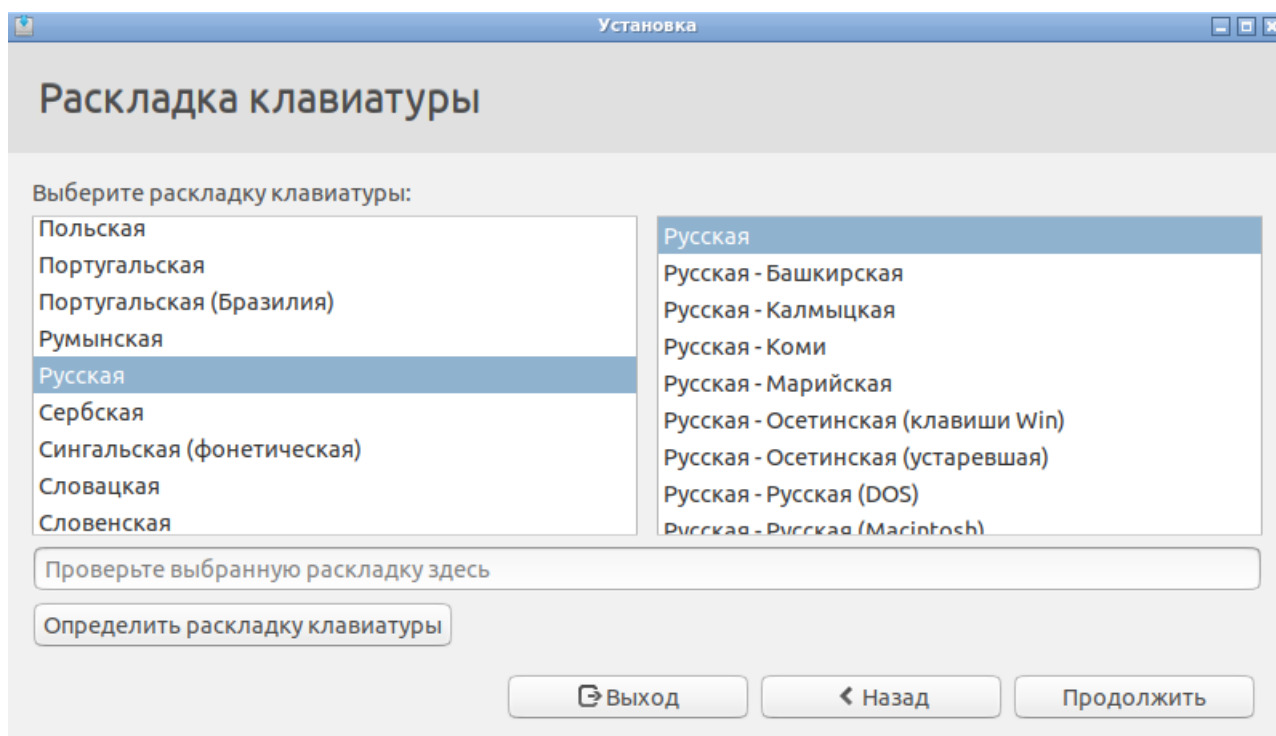 Установка
Раскладка клавиатуры
Выберите раскладку клавиатуры:
Польская
Португальская
Португальская (Бразилия)
Румынская
Русская
Сербская
Сингальская (фонетическая)
Словацкая
Словенская
Русская
Русская - Башкирская
Русская - Калмыцкая
Русская - Коми
Русская - Марийская
Русская - Осетинская (клавиши Win)
Русская - Осетинская (устаревшая)
Русская - Русская (DOS)
Русская - Русская (Macintosh)
Проверьте выбранную раскладку здесь
Определить раскладку клавиатуры
Выход
Назад
Продолжить